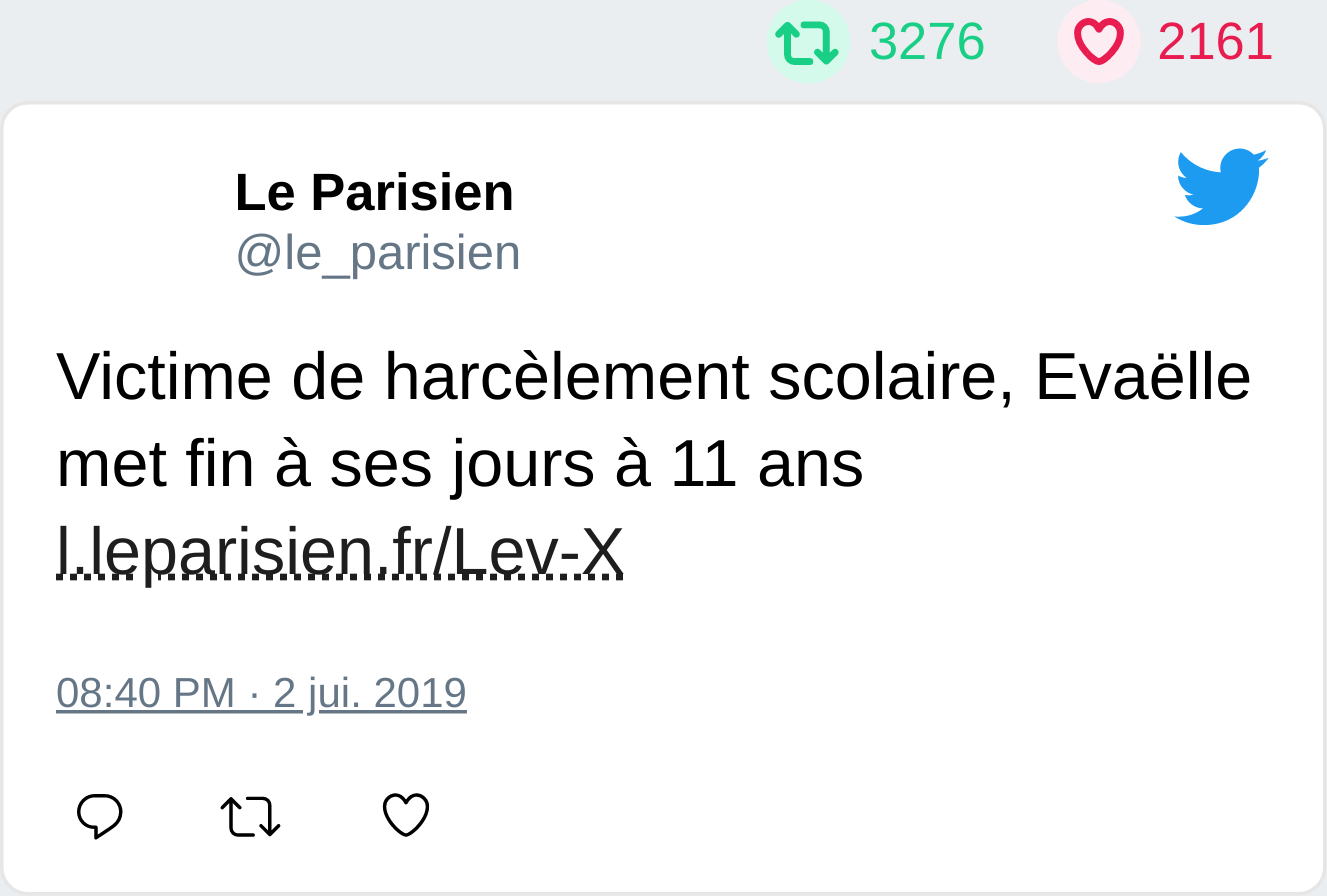 3276 2161
Le Parisien
@le_parisien
Victime de harcèlement scolaire, Evaëlle
met fin à ses jours à 11 ans
l.leparisien.fr/Lev-X
08:40 PM · 2 jui. 2019